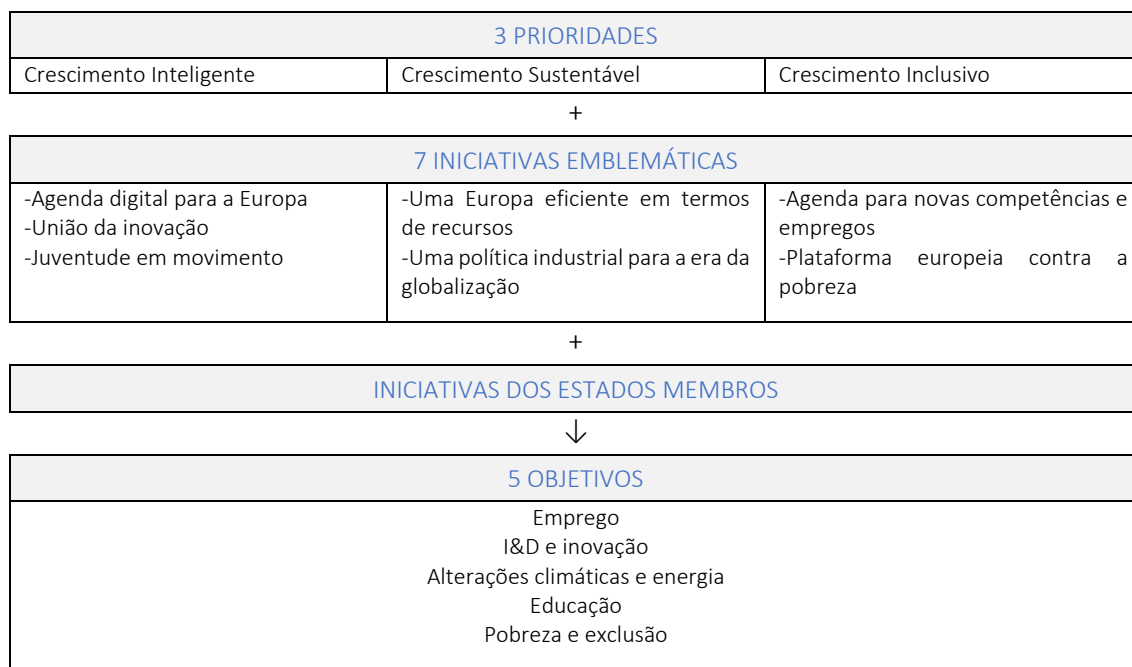 3 PRIORIDADES
Crescimento Inteligente
Crescimento Sustentável
Crescimento Inclusivo
+
7 INICIATIVAS EMBLEMÁTICAS
-Agenda digital para a Europa
-União da inovação
-Juventude em movimento
-Uma Europa eficiente em termos
de recursos
-Uma política industrial para a era da
globalização
-Agenda para novas competências e
empregos
-Plataforma europeia contra a
pobreza
+
INICIATIVAS DOS ESTADOS MEMBROS
↓
5 OBJETIVOS
Emprego
I&D e inovação
Alterações climáticas e energia
Educação
Pobreza e exclusão